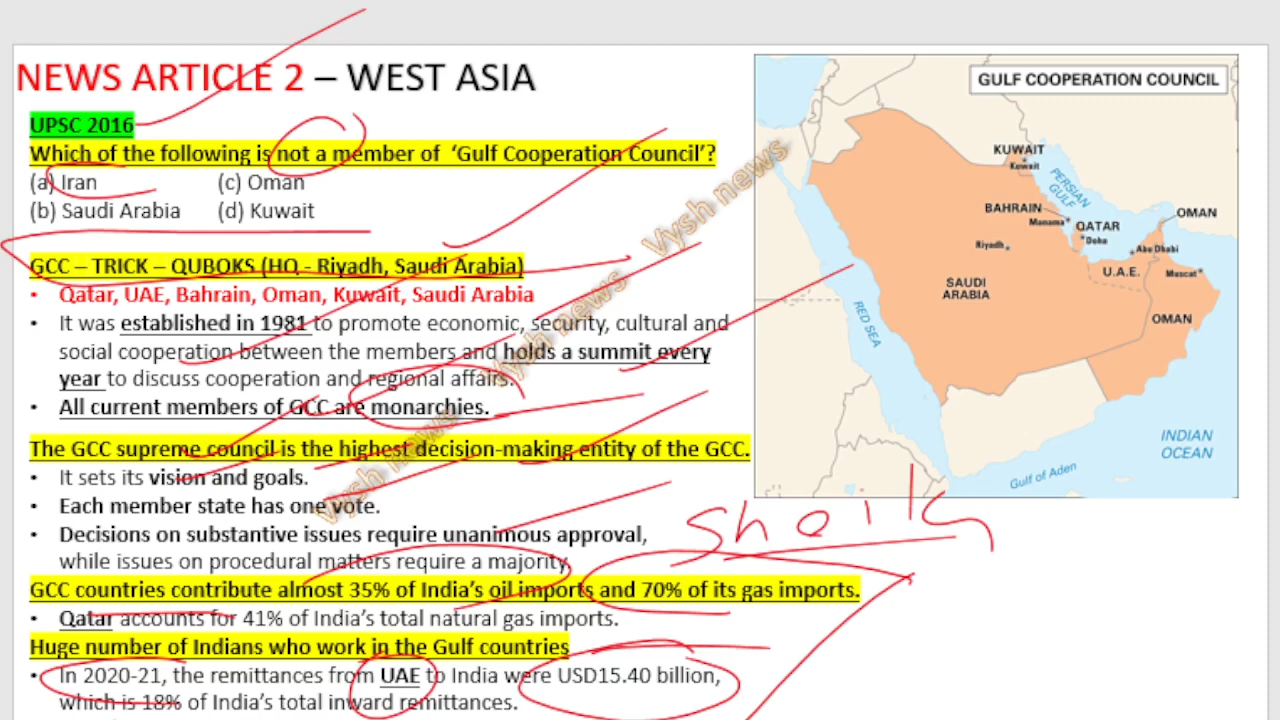 NEWS ARTICLE 2 – WEST ASIA
UPSC 2016
Which of the following is not a member of ‘Gulf Cooperation Council’?
(a) Iran (c) Oman
(b) Saudi Arabia (d) Kuwait
GCC – TRICK – QUBOKS (HQ - Riyadh, Saudi Arabia)
• Qatar, UAE, Bahrain, Oman, Kuwait, Saudi Arabia
• It was established in 1981 to promote economic, security, cultural and
social cooperation between the members and holds a summit every
year to discuss cooperation and regional affairs.
• All current members of GCC are monarchies.
The GCC supreme council is the highest decision-making entity of the GCC.
• It sets its vision and goals.
• Each member state has one vote.
• Decisions on substantive issues require unanimous approval,
while issues on procedural matters require a majority.
GCC countries contribute almost 35% of India’s oil imports and 70% of its gas imports.
• Qatar accounts for 41% of India’s total natural gas imports.
Huge number of Indians who work in the Gulf countries
• In 2020-21, the remittances from UAE to India were USD15.40 billion,
which is 18% of India’s total inward remittances.
GULF COOPERATION COUNCIL
KUWAIT
Kuwait
PERSIAN
GULF
BAHRAIN
Manama
QATAR
Doha
OMAN
Riyadh
Abu Dhabi
U.A.E.
Muscat
SAUDI
ARABIA
OMAN
RED SEA
INDIAN
OCEAN
Gulf of Aden
Sheikh
Vysh news
Vysh news
Vysh news